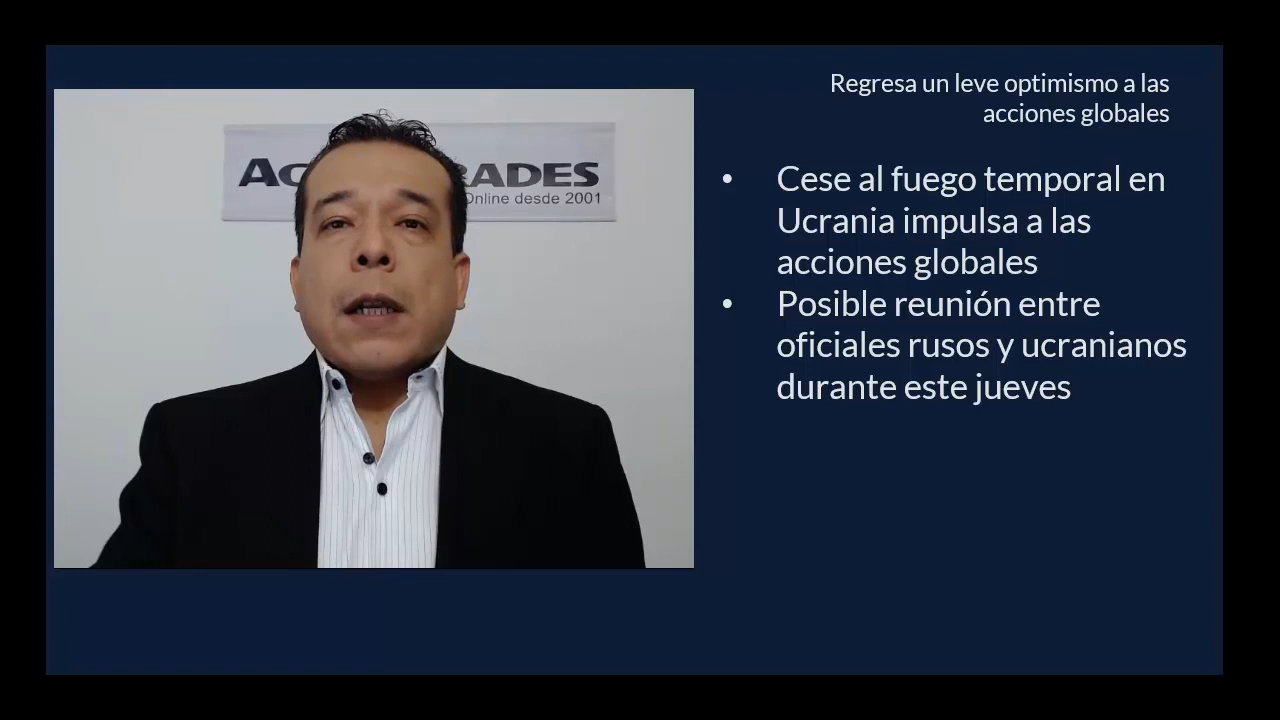 Regresa un leve optimismo a las
acciones globales
Online desde 2001
• Cese al fuego temporal en
Ucrania impulsa a las
acciones globales
• Posible reunión entre
oficiales rusos y ucranianos
durante este jueves